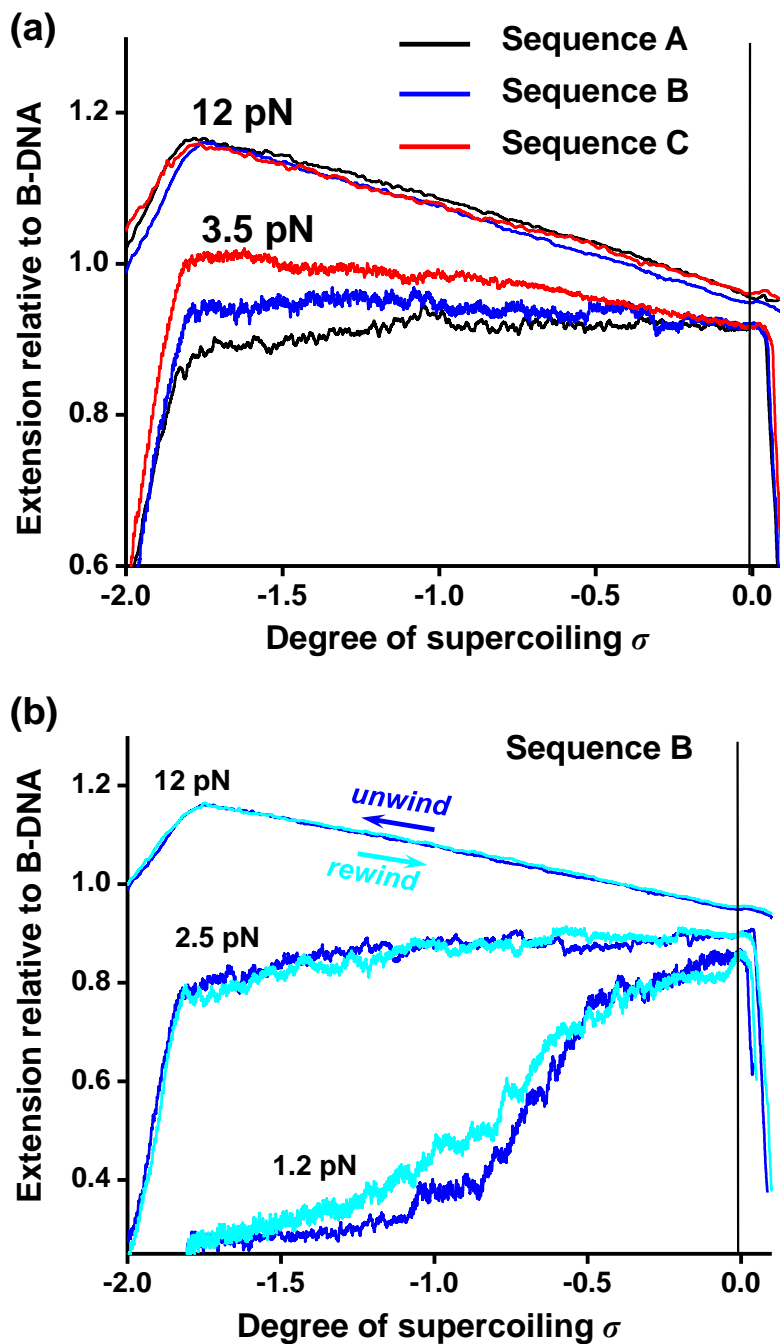 (a)
Sequence A
Sequence B
Sequence C
12 pN
3.5 pN
Extension relative to B-DNA
1.2
1.0
0.8
0.6
-2.0 -1.5 -1.0 -0.5 0.0
Degree of supercoiling σ
(b)
Sequence B
12 pN
unwind
rewind
2.5 pN
1.2 pN
Extension relative to B-DNA
1.2
1.0
0.8
0.6
0.4
-2.0 -1.5 -1.0 -0.5 0.0
Degree of supercoiling σ